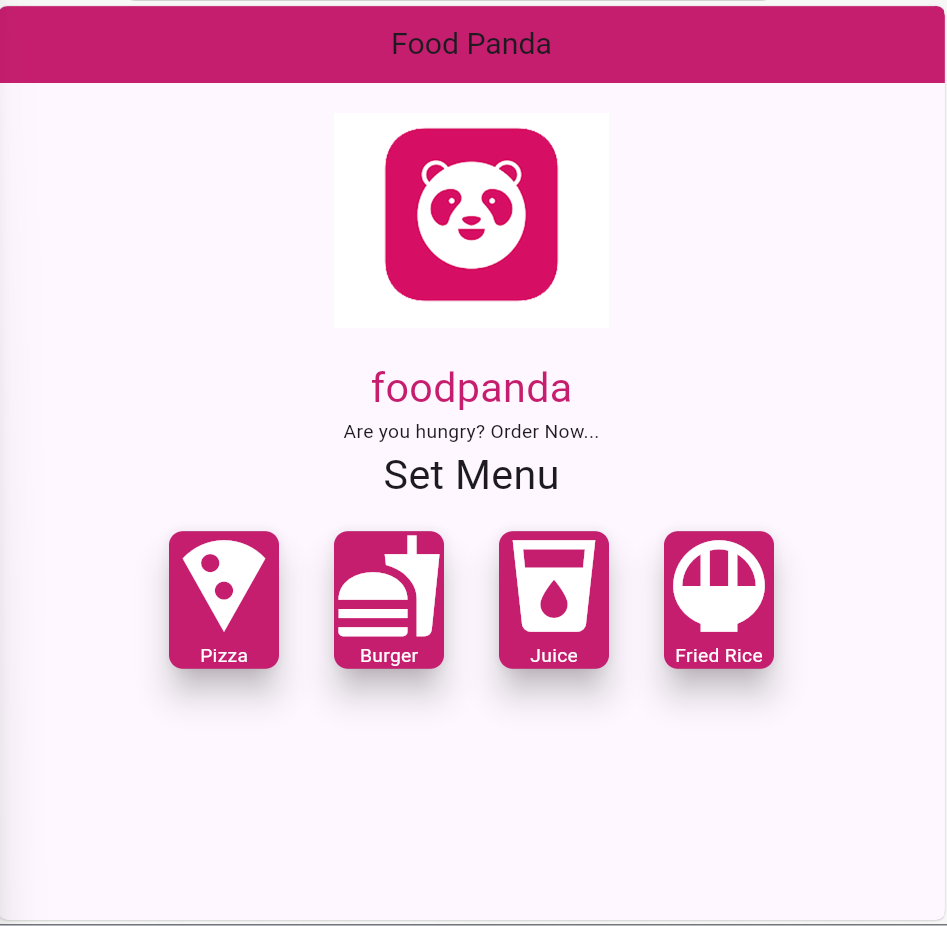 Food Panda
foodpanda
Are you hungry? Order Now...
Set Menu
Pizza
Burger
Juice
Fried Rice